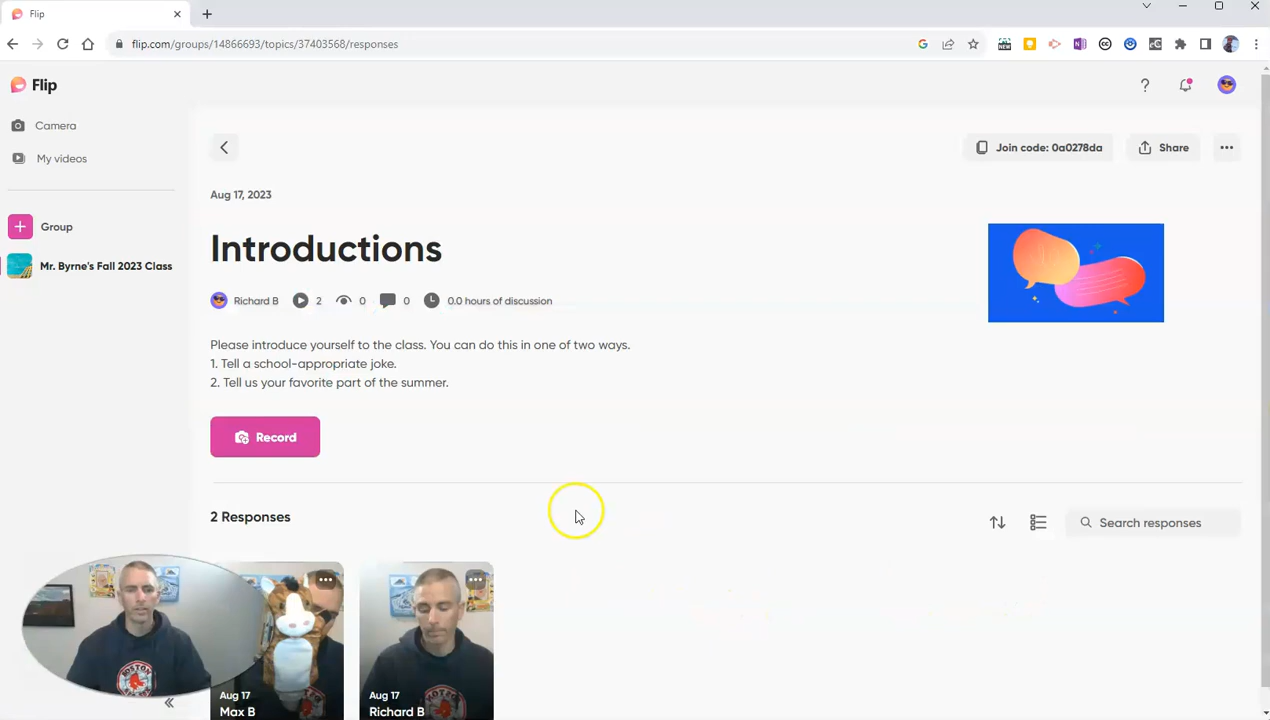 Flip
flip.com/groups/14866693/topics/37403568/responses
Flip
Camera
My videos
Group
Mr. Byrne's Fall 2023 Class
Join code: 0a0278da
Share
Aug 17, 2023
Introductions
Richard B 2 0 0 0.0 hours of discussion
Please introduce yourself to the class. You can do this in one of two ways.
1. Tell a school-appropriate joke.
2. Tell us your favorite part of the summer.
Record
2 Responses
Search responses
Aug 17
Max B
Aug 17
Richard B